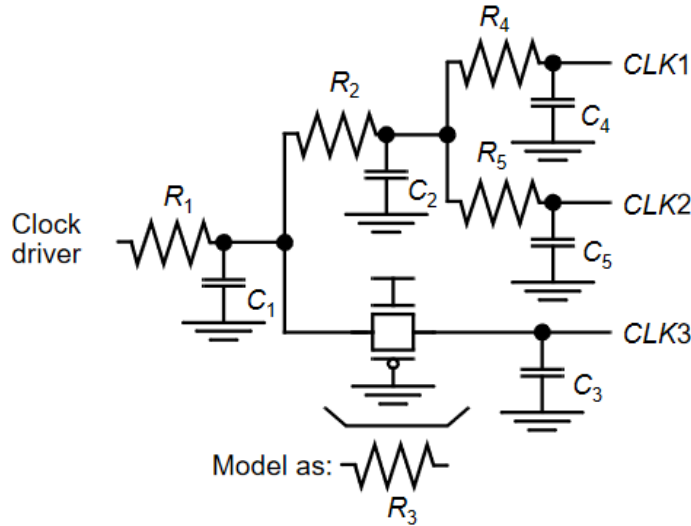 R4
CLK1
R2
C4
R5
C2
R1
CLK2
Clock
driver
C5
C1
CLK3
C3
Model as:
R3